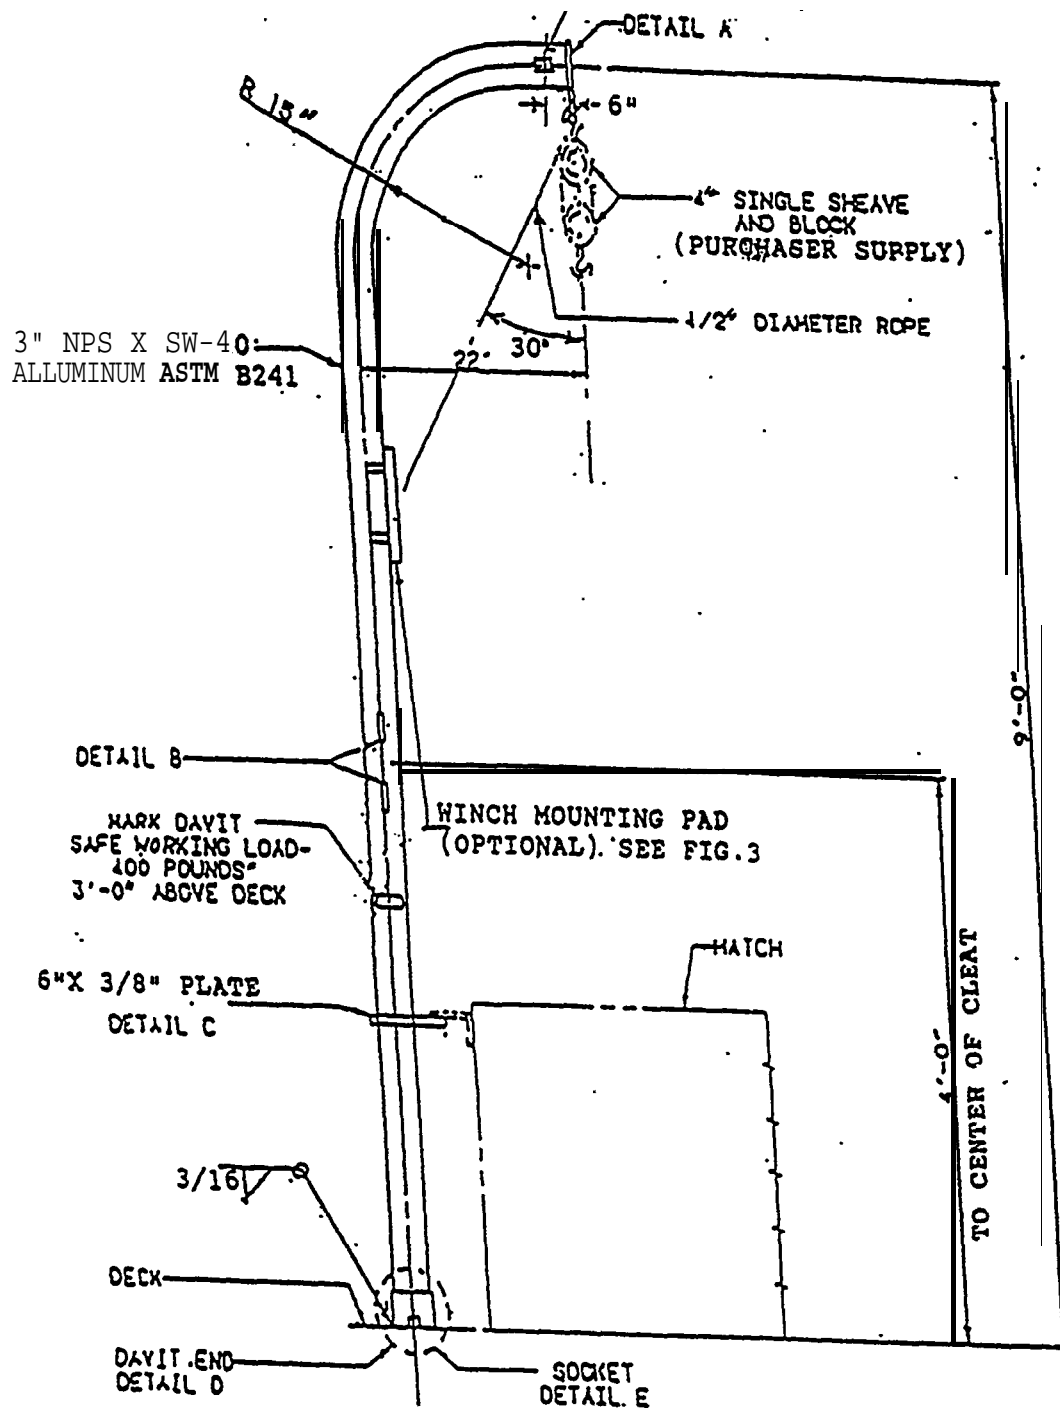 DETAIL A
R 15"
6"
4" SINGLE SHEAVE
AND BLOCK
(PURCHASER SUPPLY)
1/2" DIAMETER ROPE
30°
22"
3" NPS X SW-40
ALLUMINUM ASTM B241
9'-0"
DETAIL B
WINCH MOUNTING PAD
(OPTIONAL). SEE FIG.3
MARK DAVIT
SAFE WORKING LOAD-
400 POUNDS"
3'-0" ABOVE DECK
HATCH
6"X 3/8" PLATE
DETAIL C
4'-0"
TO CENTER OF CLEAT
3/16
DECK
DAVIT END
DETAIL D
SOCKET
DETAIL E